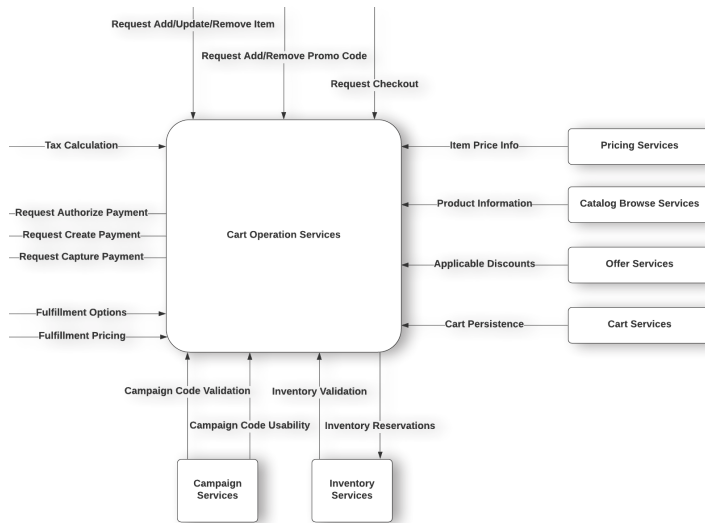 Request Add/Update/Remove Item
Request Add/Remove Promo Code
Request Checkout
Tax Calculation
Item Price Info
Pricing Services
Product Information
Catalog Browse Services
Request Authorize Payment
Request Create Payment
Cart Operation Services
Request Capture Payment
Applicable Discounts
Offer Services
Fulfillment Options
Cart Persistence
Cart Services
Fulfillment Pricing
Campaign Code Validation
Inventory Validation
Campaign Code Usability
Inventory Reservations
Campaign
Services
Inventory
Services